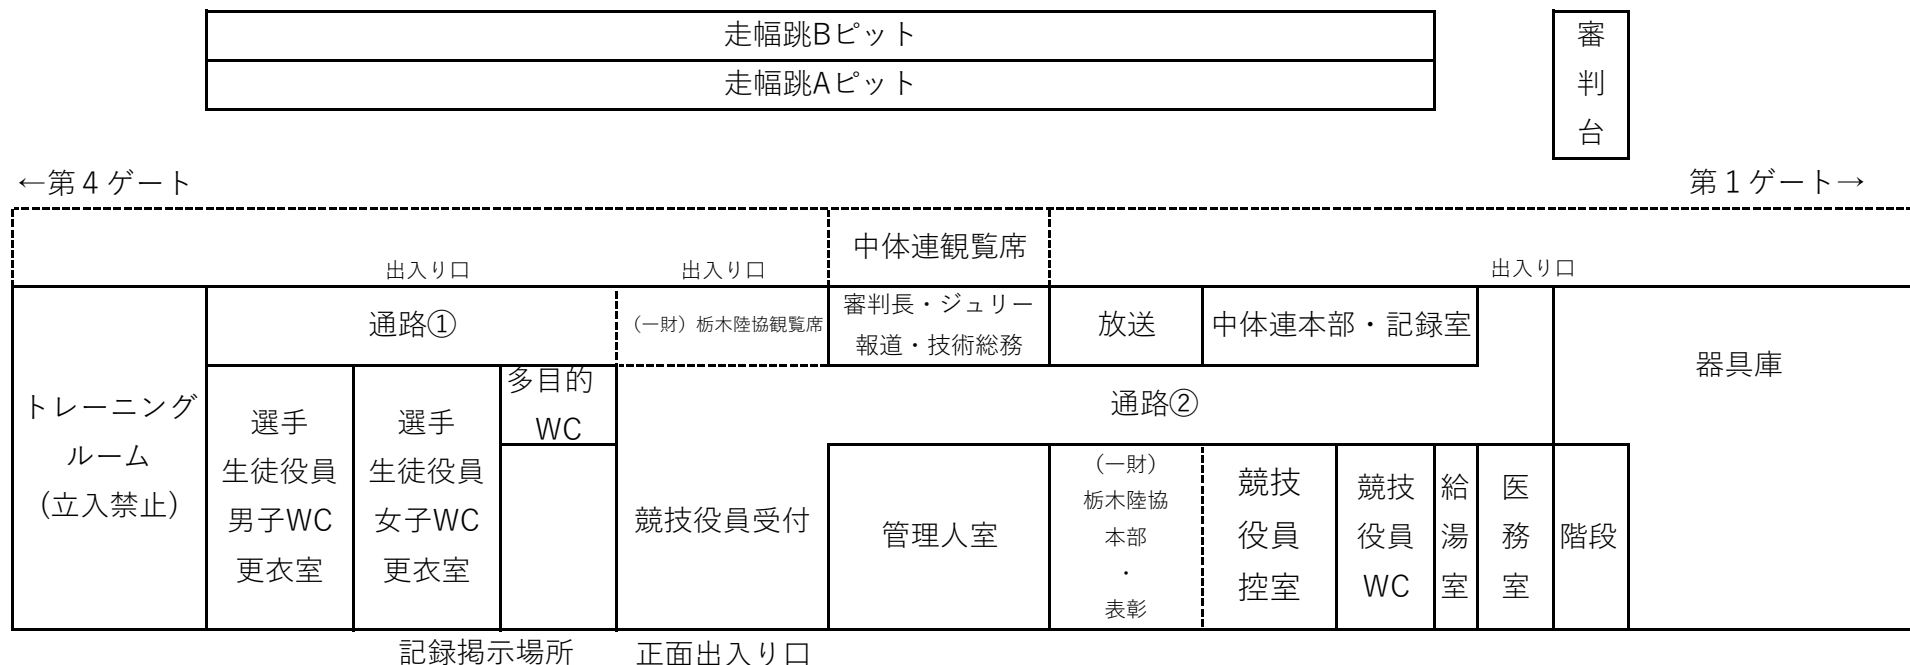 走幅跳Bピット
走幅跳Aピット
審
判
台
←第４ゲート
第１ゲート→
中体連観覧席
出入り口
出入り口
出入り口
通路①
（一財）栃木陸協観覧席
審判長・ジュリー
報道・技術総務
放送
中体連本部・記録室
器具庫
トレーニング
ルーム
(立入禁止)
選手
生徒役員
男子WC
更衣室
選手
生徒役員
女子WC
更衣室
多目的
WC
通路②
競技役員受付
管理人室
（一財）
栃木陸協
本部
・
表彰
競技
役員
控室
競技
役員
WC
給
湯
室
医
務
室
階段
記録掲示場所
正面出入り口